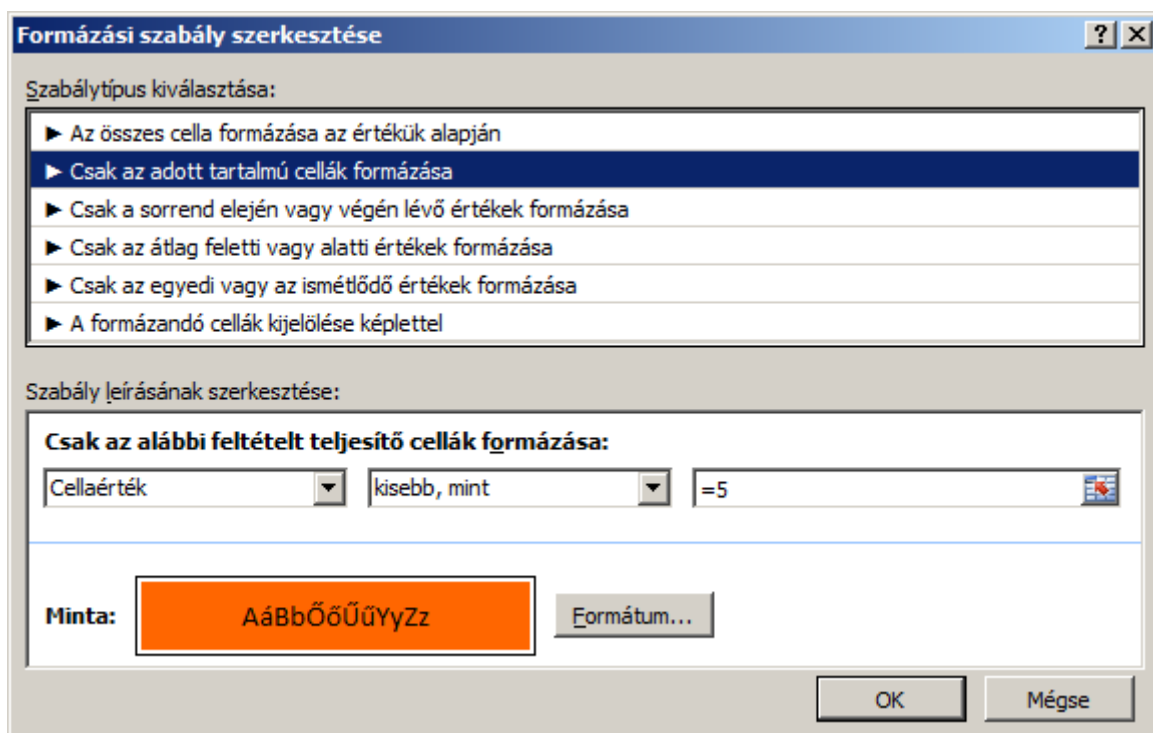 Formázási szabály szerkesztése
Szabálytípus kiválasztása:
► Az összes cella formázása az értékük alapján
► Csak az adott tartalmú cellák formázása
► Csak a sorrend elején vagy végén lévő értékek formázása
► Csak az átlag feletti vagy alatti értékek formázása
► Csak az egyedi vagy az ismétlődő értékek formázása
► A formázandó cellák kijelölése képlettel
Szabály leírásának szerkesztése:
Csak az alábbi feltételt teljesítő cellák formázása:
Cellaérték kisebb, mint =5
Minta: AáBbŐőŰűYyZz Formátum...
OK Mégse